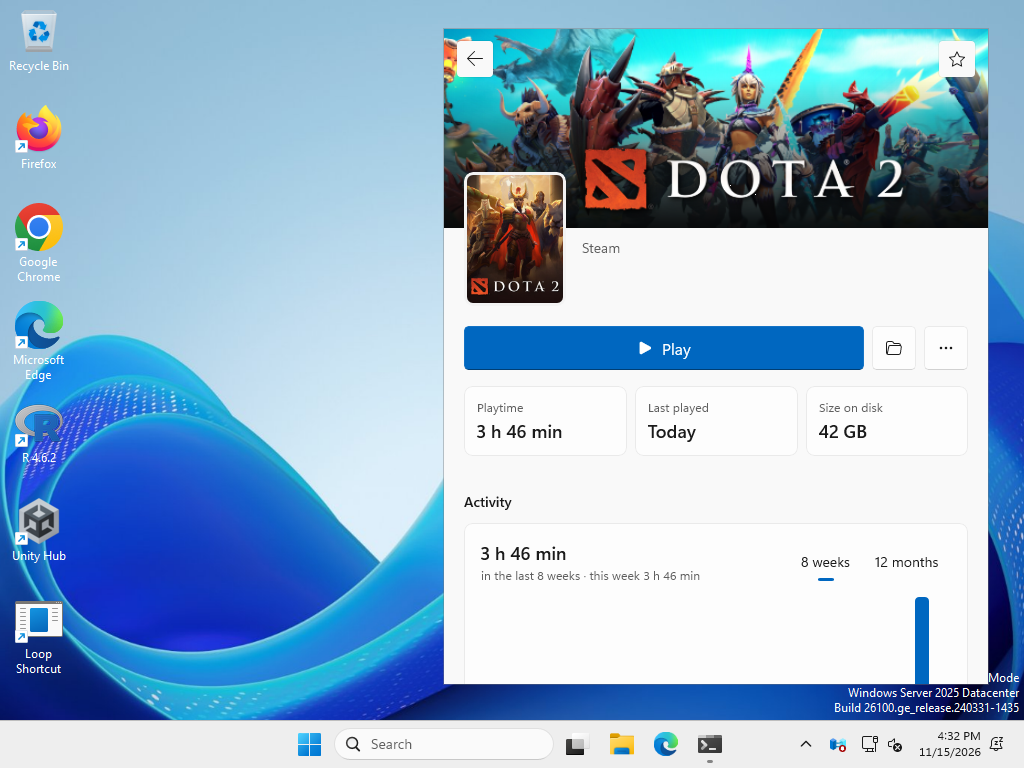 Recycle Bin
Firefox
Google
Chrome
Microsoft
Edge
R 4.6.2
Unity Hub
Loop
Shortcut
DOTA 2
DOTA 2
Steam
Play
Playtime
3 h 46 min
Last played
Today
Size on disk
42 GB
Activity
3 h 46 min
in the last 8 weeks · this week 3 h 46 min
8 weeks
12 months
Mode
Windows Server 2025 Datacenter
Build 26100.ge_release.240331-1435
Search
4:32 PM
11/15/2026